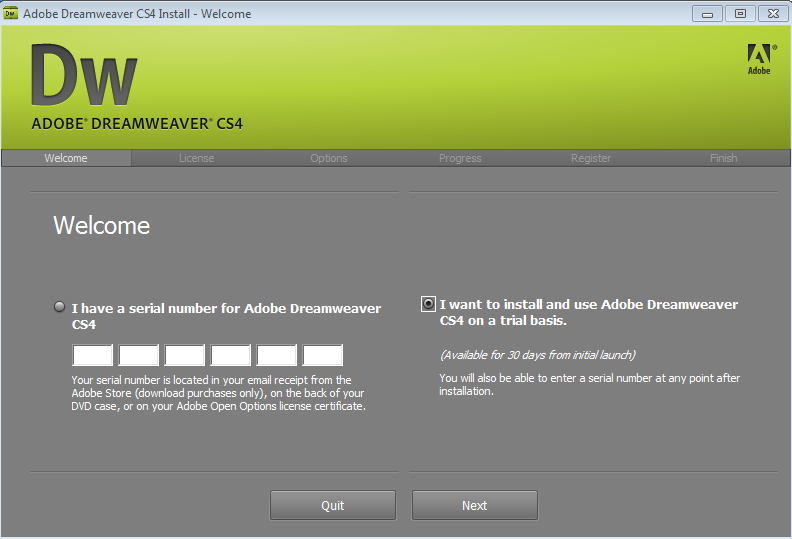 Adobe Dreamweaver CS4 Install - Welcome
Dw
ADOBE® DREAMWEAVER® CS4
Adobe
®
Welcome
License
Options
Progress
Register
Finish
Welcome
I have a serial number for Adobe Dreamweaver
CS4
Your serial number is located in your email receipt from the
Adobe Store (download purchases only), on the back of your
DVD case, or on your Adobe Open Options license certificate.
I want to install and use Adobe Dreamweaver
CS4 on a trial basis.
(Available for 30 days from initial launch)
You will also be able to enter a serial number at any point after
installation.
Quit
Next